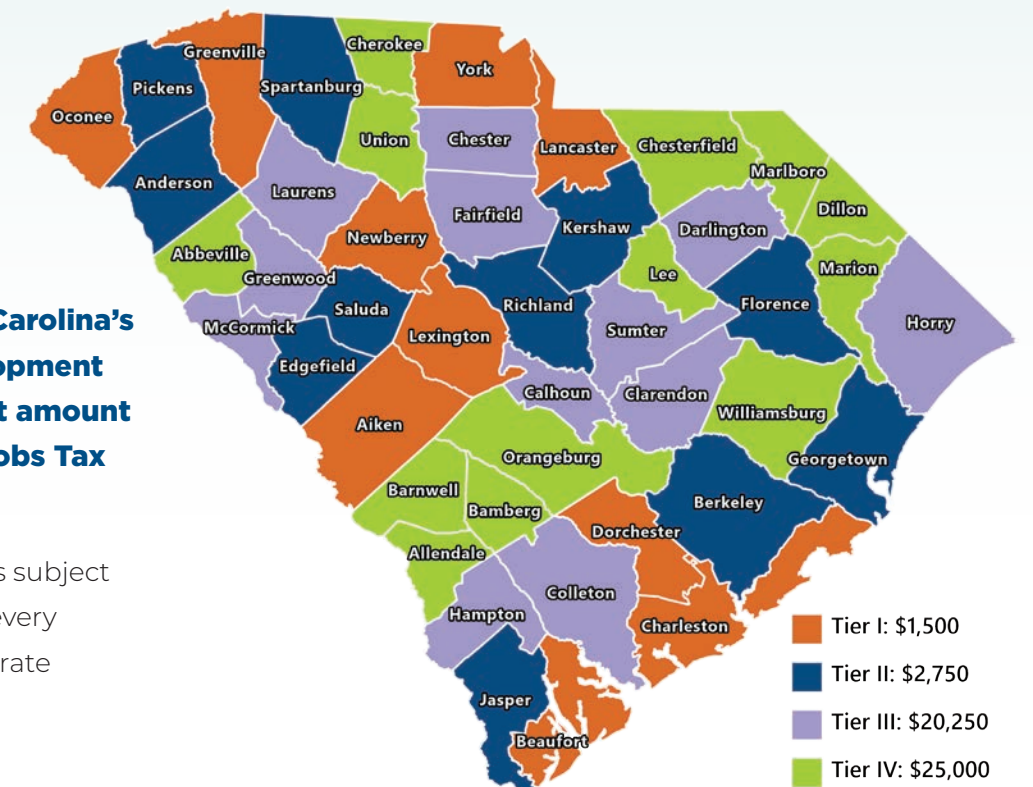 Cherokee
Greenville
York
Pickens
Spartanburg
Oconee
Union
Chester
Lancaster
Chesterfield
Marlboro
Anderson
Laurens
Dillon
Fairfield
Kershaw
Darlington
Newberry
Abbeville
Greenwood
Lee
Marion
Saluda
Richland
Florence
Carolina's
McCormick
Lexington
Sumter
Horry
opment
Edgefield
t amount
Calhoun
Clarendon
Williamsburg
Aiken
obs Tax
Orangeburg
Georgetown
Barnwell
Bamberg
Berkeley
Dorchester
Allendale
s subject
Colleton
every
Hampton
Charleston
rate
Jasper
Beaufort
Tier I: $1,500
Tier II: $2,750
Tier III: $20,250
Tier IV: $25,000